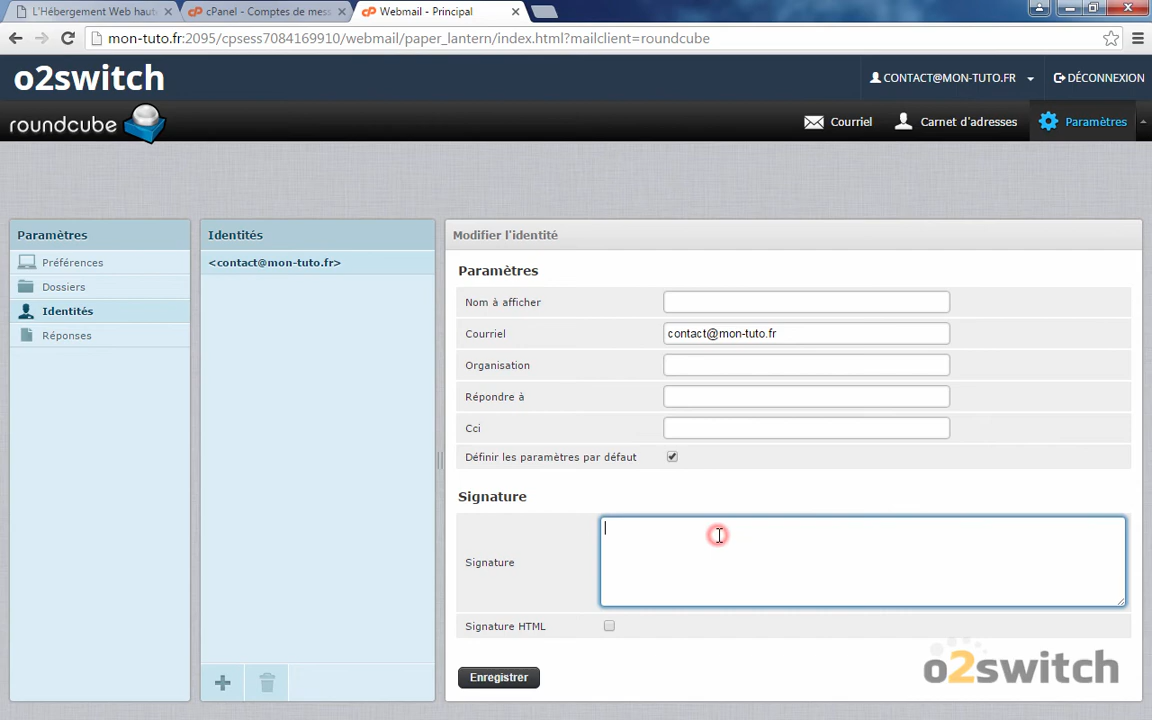 L'Hébergement Web haut
cPanel - Comptes de mess
Webmail - Principal
mon-tuto.fr:2095/cpsess7084169910/webmail/paper_lantern/index.html?mailclient=roundcube
o2switch
CONTACT@MON-TUTO.FR
DÉCONNEXION
roundcube
Courriel
Carnet d'adresses
Paramètres
Paramètres
Préférences
Dossiers
Identités
Réponses
Identités
<contact@mon-tuto.fr>
Modifier l'identité
Paramètres
Nom à afficher
Courriel
contact@mon-tuto.fr
Organisation
Répondre à
Cci
Définir les paramètres par défaut
Signature
Signature
Signature HTML
Enregistrer
o2switch